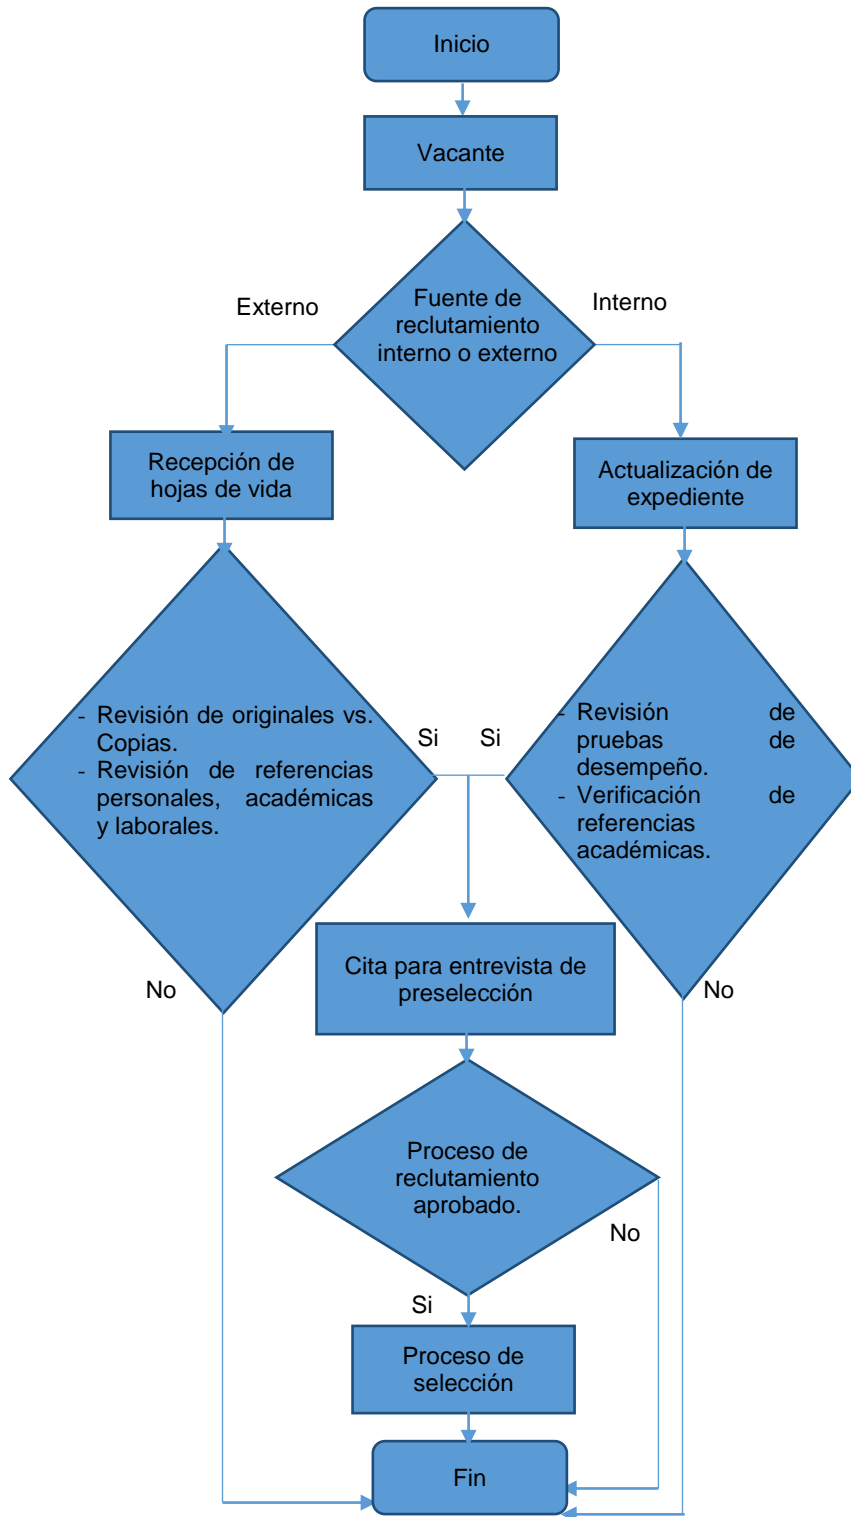 Inicio
Vacante
Fuente de
reclutamiento
interno o externo
Externo
Interno
Recepción de
hojas de vida
Actualización de
expediente
- Revisión de originales vs.
Copias.
- Revisión de referencias
personales, académicas
y laborales.
Si
Si
- Revisión de
pruebas de
desempeño.
- Verificación de
referencias
académicas.
No
Cita para entrevista de
preselección
No
Proceso de
reclutamiento
aprobado.
No
Si
Proceso de
selección
Fin